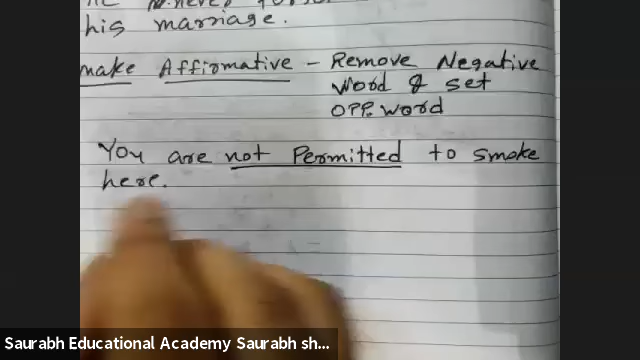 his marriage.
make Affirmative - Remove Negative
word & set
opp. word
You are not Permitted to smoke
here.
Saurabh Educational Academy Saurabh sh...